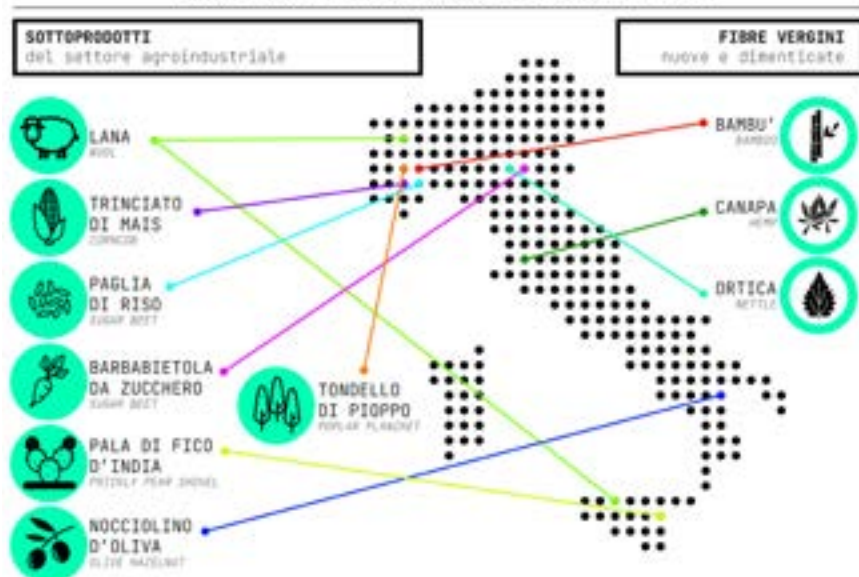 SOTTOPRODOTTI
del settore agroindustriale
FIBRE VERGINI
nuove e dimenticate
LANA
WOOL
TRINCIATO
DI MAIS
CORNCOB
PAGLIA
DI RISO
SUGAR BEET
BARBABIETOLA
DA ZUCCHERO
SUGAR BEET
TONDELLO
DI PIOPPO
POPLAR PLANCHET
PALA DI FICO
D'INDIA
PRICKLY PEAR SHOVEL
NOCCIOLINO
D'OLIVA
OLIVE HAZELNUT
BAMBU'
BAMBOO
CANAPA
HEMP
ORTICA
NETTLE